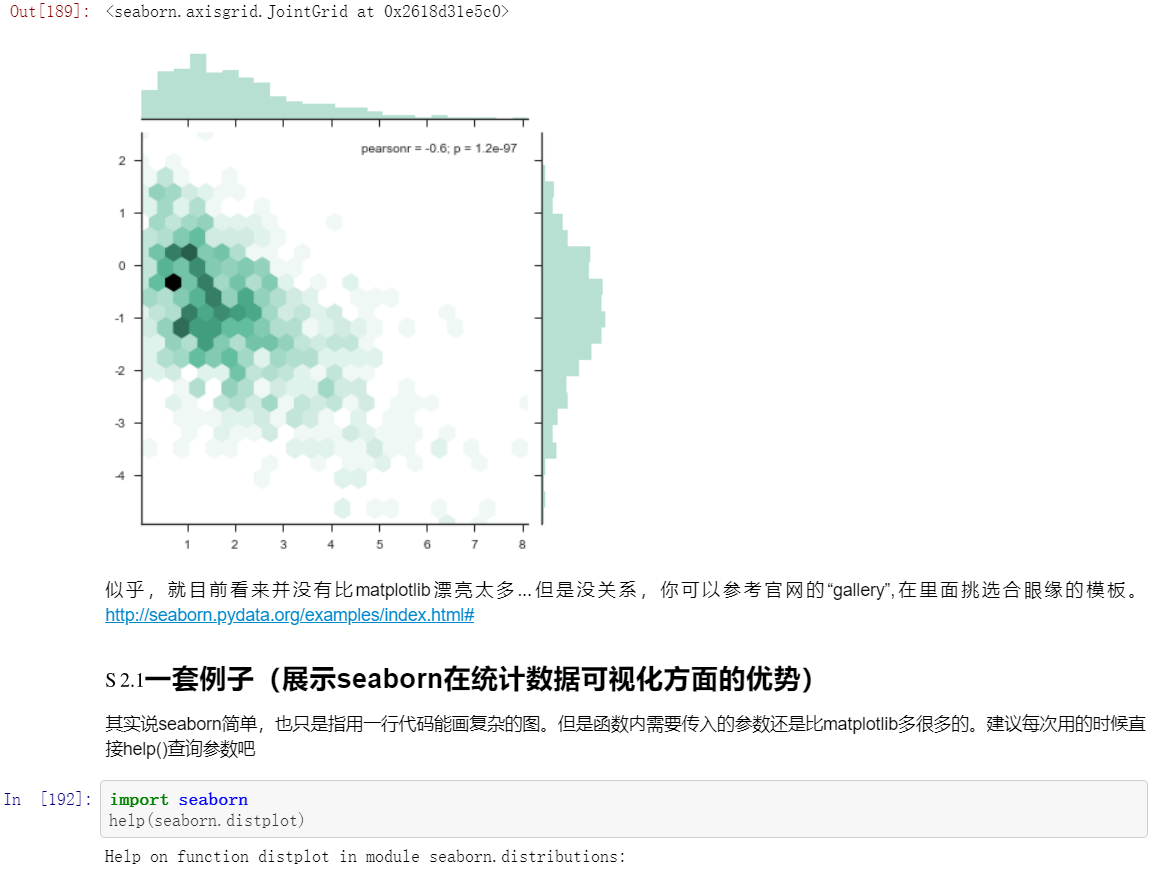 Out[189]: <seaborn.axisgrid.JointGrid at 0x2618d31e5c0>
pearsonr = -0.6; p = 1.2e-97
2
1
0
-1
-2
-3
-4
1 2 3 4 5 6 7 8
似乎，就目前看来并没有比matplotlib漂亮太多...但是没关系，你可以参考官网的“gallery”,在里面挑选合眼缘的模板。
http://seaborn.pydata.org/examples/index.html#
S 2.1一套例子（展示seaborn在统计数据可视化方面的优势）
其实说seaborn简单，也只是指用一行代码能画复杂的图。但是函数内需要传入的参数还是比matplotlib多很多的。建议每次用的时候直
接help()查询参数吧
In [192]: import seaborn
help(seaborn.distplot)
Help on function distplot in module seaborn.distributions: